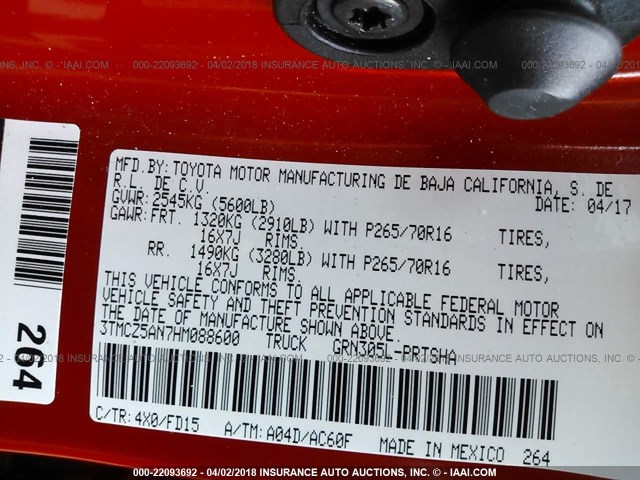 000-22093692 - 04/02/2018 INSURANCE AUTO AUCTIONS, INC. - © IAAI.COM
MFD.BY:TOYOTA MOTOR MANUFACTURING DE BAJA CALIFORNIA, S. DE
R.L. DE C.V. DATE: 04/17
GVWR:2545KG (5600LB)
GAWR:FRT. 1320KG (2910LB) WITH P265/70R16 TIRES,
16X7J RIMS
RR. 1490KG (3280LB) WITH P265/70R16 TIRES,
16X7J RIMS
THIS VEHICLE CONFORMS TO ALL APPLICABLE FEDERAL MOTOR
VEHICLE SAFETY AND THEFT PREVENTION STANDARDS IN EFFECT ON
THE DATE OF MANUFACTURE SHOWN ABOVE.
3TMCZ5AN7HM088600 TRUCK GRN305L-PRTSHA
C/TR:4X0/FD15 A/TM:A04D/AC60F MADE IN MEXICO 264
264
000-22093692 - 04/02/2018 INSURANCE AUTO AUCTIONS, INC. - © IAAI.COM